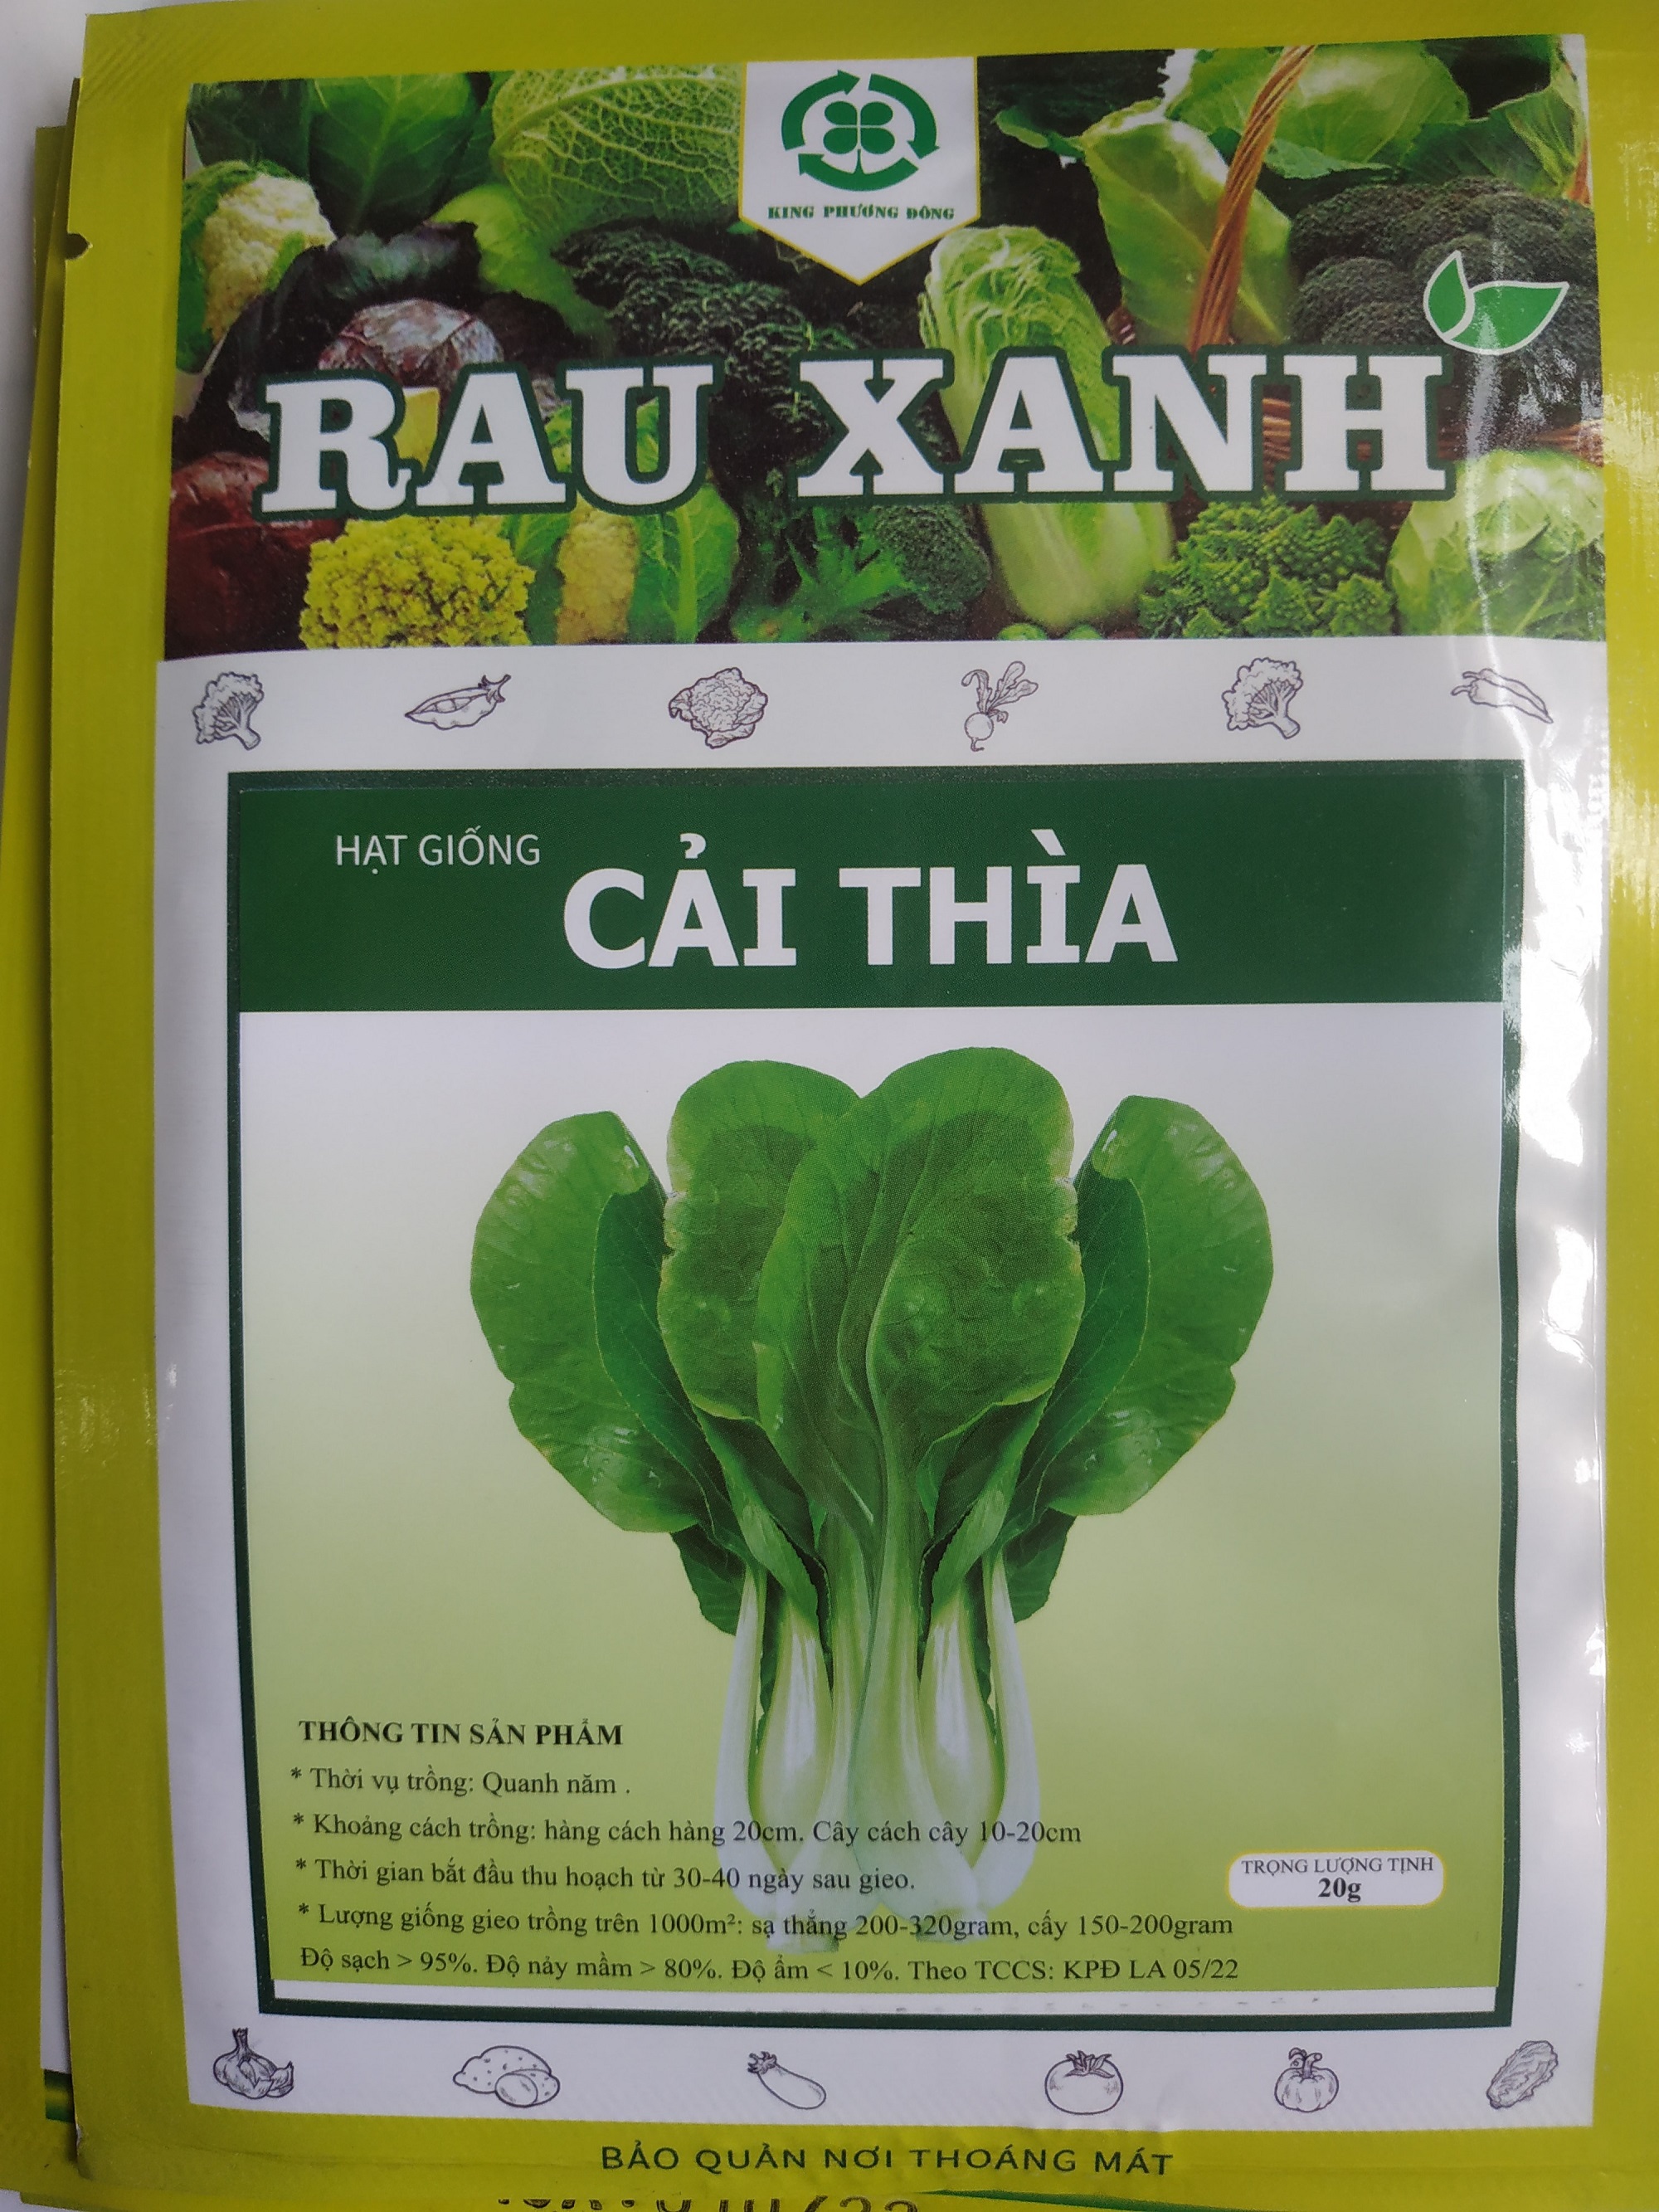 KING PHƯƠNG ĐÔNG
RAU XANH
HẠT GIỐNG
CẢI THÌA
THÔNG TIN SẢN PHẨM
* Thời vụ trồng: Quanh năm .
* Khoảng cách trồng: hàng cách hàng 20cm. Cây cách cây 10-20cm
* Thời gian bắt đầu thu hoạch từ 30-40 ngày sau gieo.
* Lượng giống gieo trồng trên 1000m²: sạ thẳng 200-320gram, cấy 150-200gram
Độ sạch > 95%. Độ nảy mầm > 80%. Độ ẩm < 10%. Theo TCCS: KPĐ LA 05/22
TRỌNG LƯỢNG TỊNH
20g
BẢO QUẢN NƠI THOÁNG MÁT